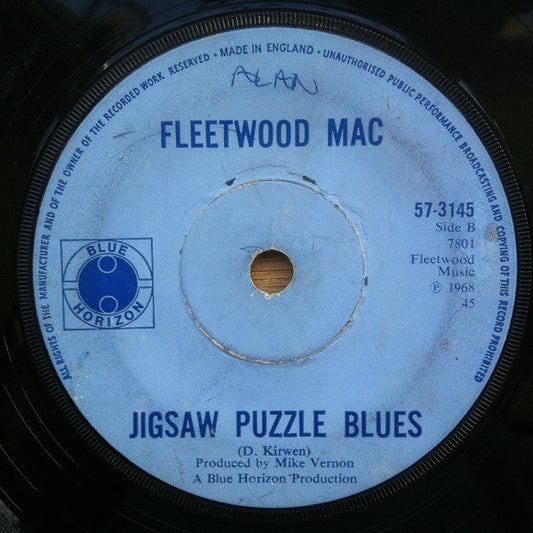 ALL RIGHTS OF THE MANUFACTURER AND OF THE OWNER OF THE RECORDED WORK RESERVED • MADE IN ENGLAND • UNAUTHORISED PUBLIC PERFORMANCE BROADCASTING AND COPYING OF THIS RECORD PROHIBITED
ALAN
FLEETWOOD MAC
57-3145
Side B
7801
Fleetwood
Music
℗ 1968
45
BLUE
HORIZON
JIGSAW PUZZLE BLUES
(D. Kirwen)
Produced by Mike Vernon
A Blue Horizon Production